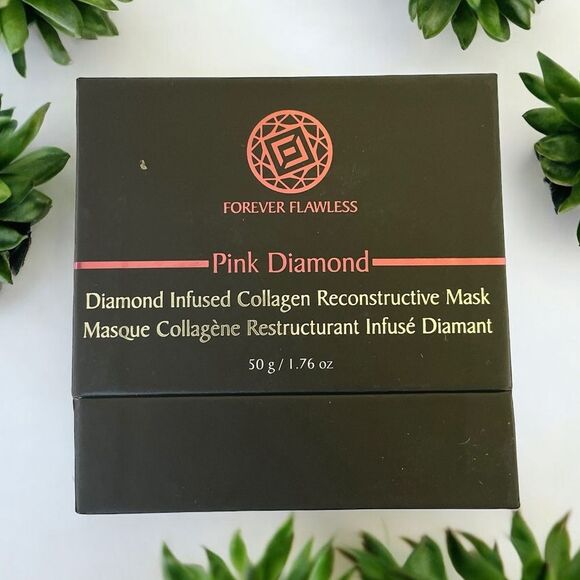 FOREVER FLAWLESS
Pink Diamond
Diamond Infused Collagen Reconstructive Mask
Masque Collagène Restructurant Infusé Diamant
50 g / 1.76 oz